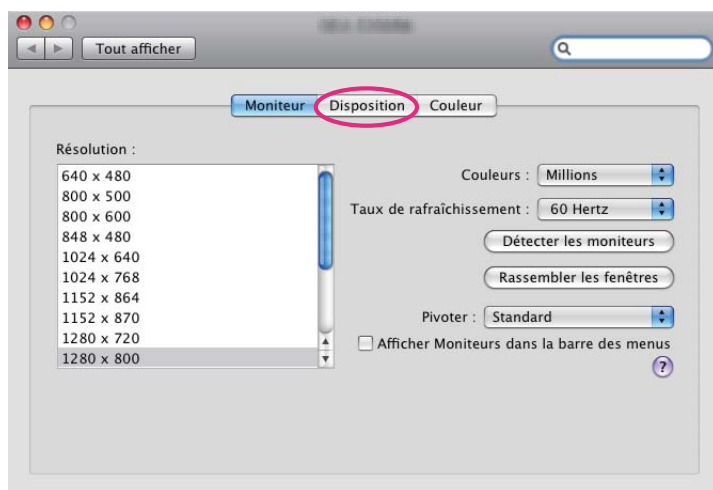 Tout afficher
Moniteur Disposition Couleur
Résolution :
640 x 480
800 x 500
800 x 600
848 x 480
1024 x 640
1024 x 768
1152 x 864
1152 x 870
1280 x 720
1280 x 800
Couleurs : Millions
Taux de rafraîchissement : 60 Hertz
Détecter les moniteurs
Rassembler les fenêtres
Pivoter : Standard
Afficher Moniteurs dans la barre des menus
?